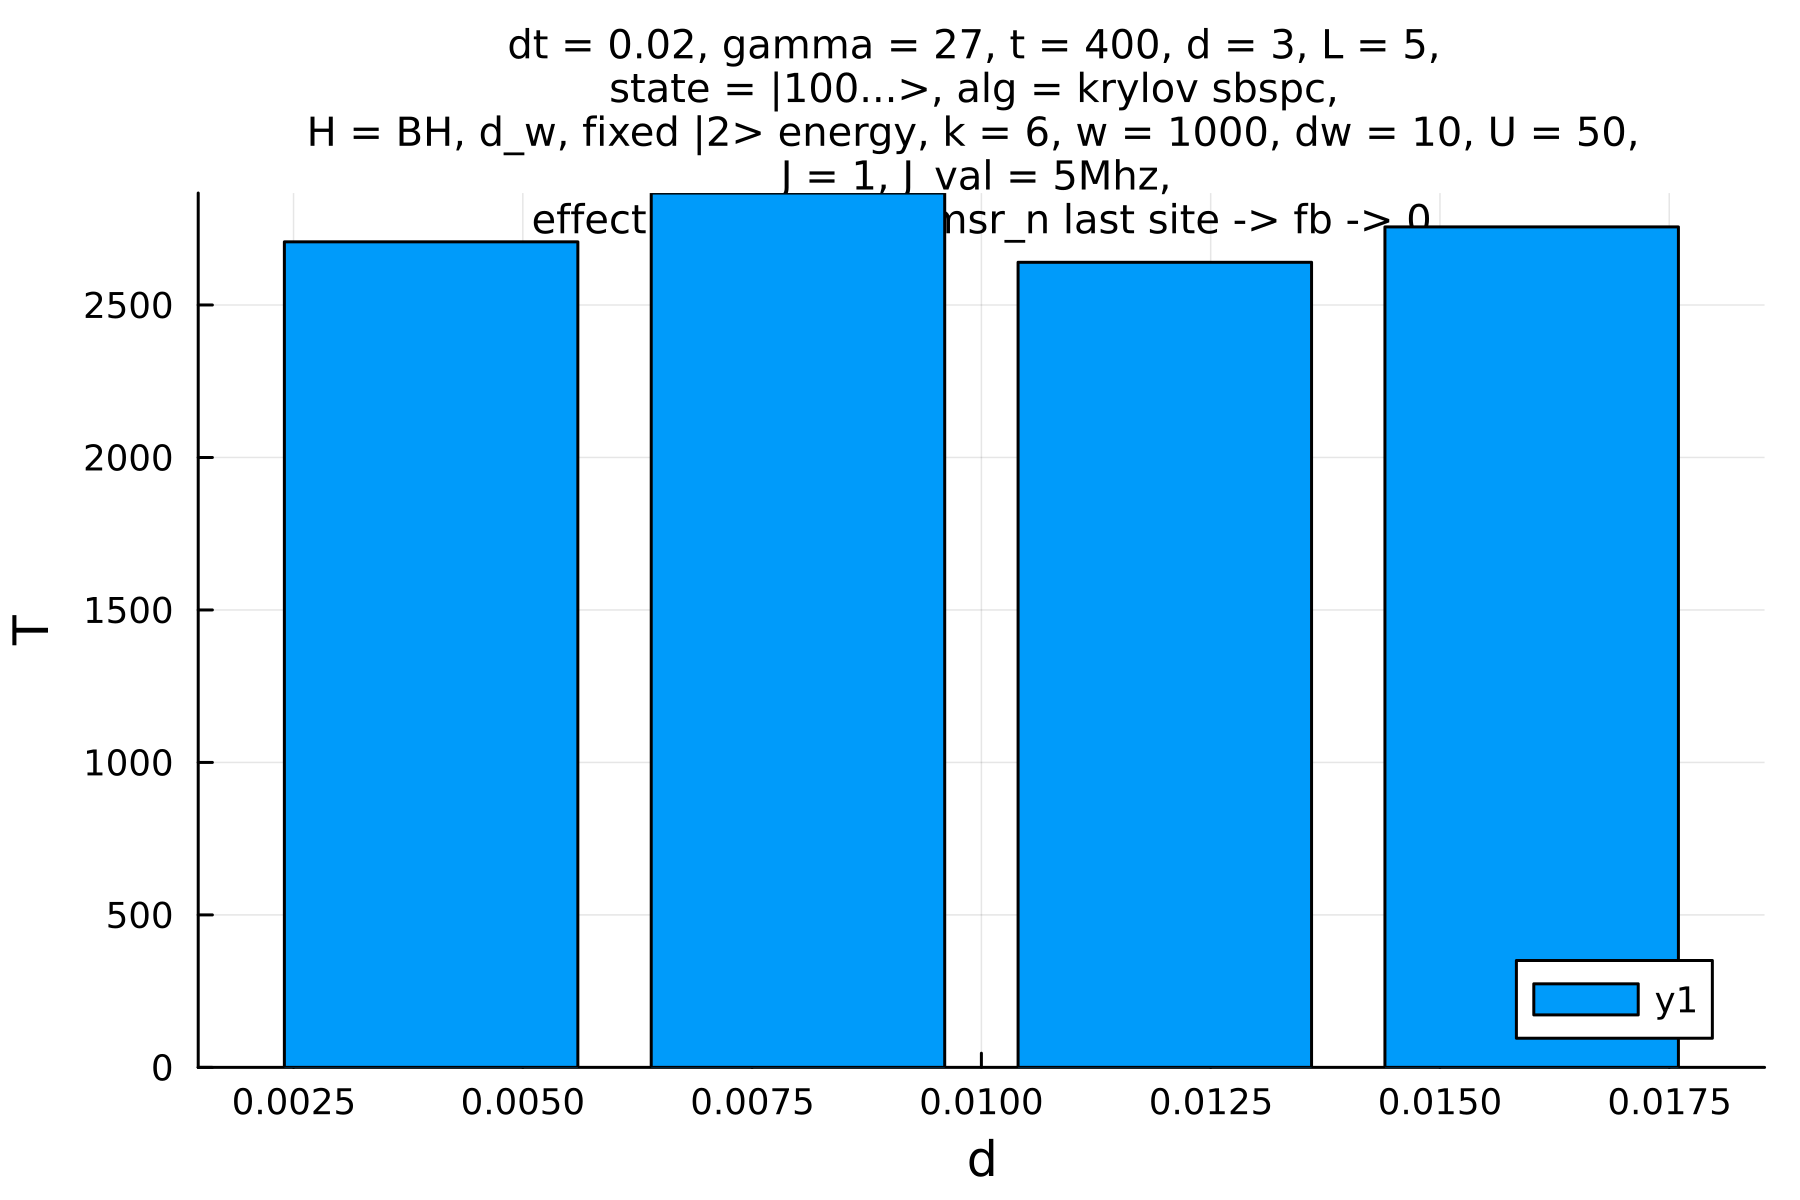 dt = 0.02, gamma = 27, t = 400, d = 3, L = 5,
state = |100...>, alg = krylov sbspc,
H = BH, d_w, fixed |2> energy, k = 6, w = 1000, dw = 10, U = 50,
J = 1, J_val = 5Mhz,
effect msr_n last site -> fb -> 0
2500
2000
1500
1000
500
0
T
y1
0.0025 0.0050 0.0075 0.0100 0.0125 0.0150 0.0175
d